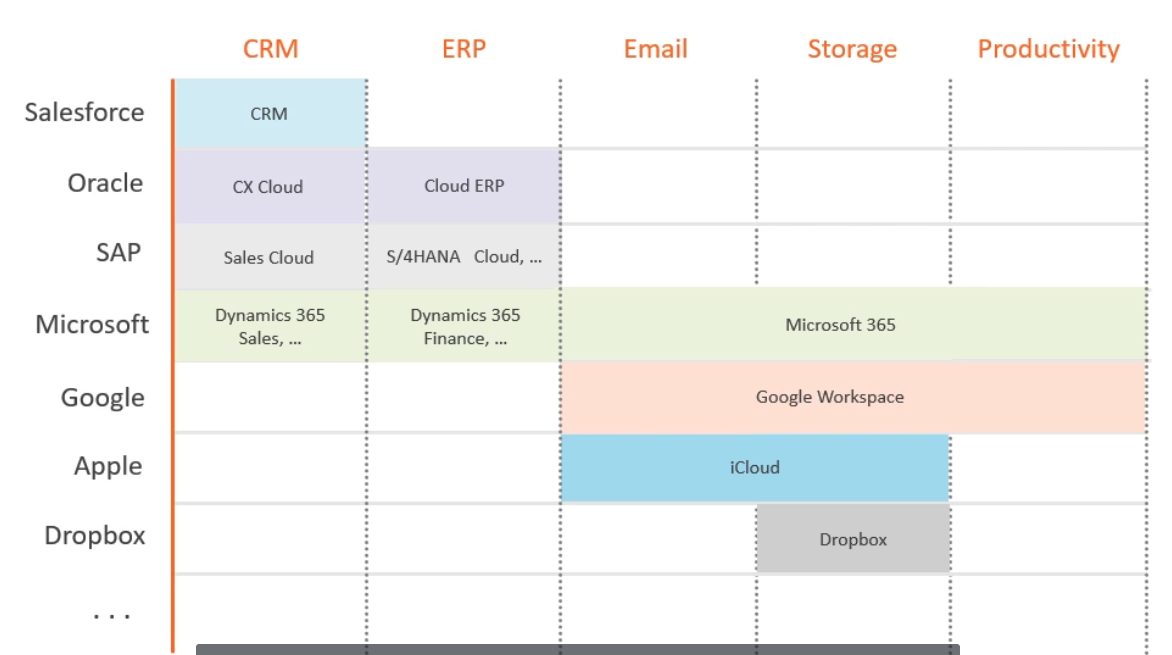 CRM ERP Email Storage Productivity
Salesforce CRM
Oracle CX Cloud Cloud ERP
SAP Sales Cloud S/4HANA Cloud, ...
Microsoft Dynamics 365 Dynamics 365 Microsoft 365
Sales, ... Finance, ...
Google Google Workspace
Apple iCloud
Dropbox Dropbox
. . .